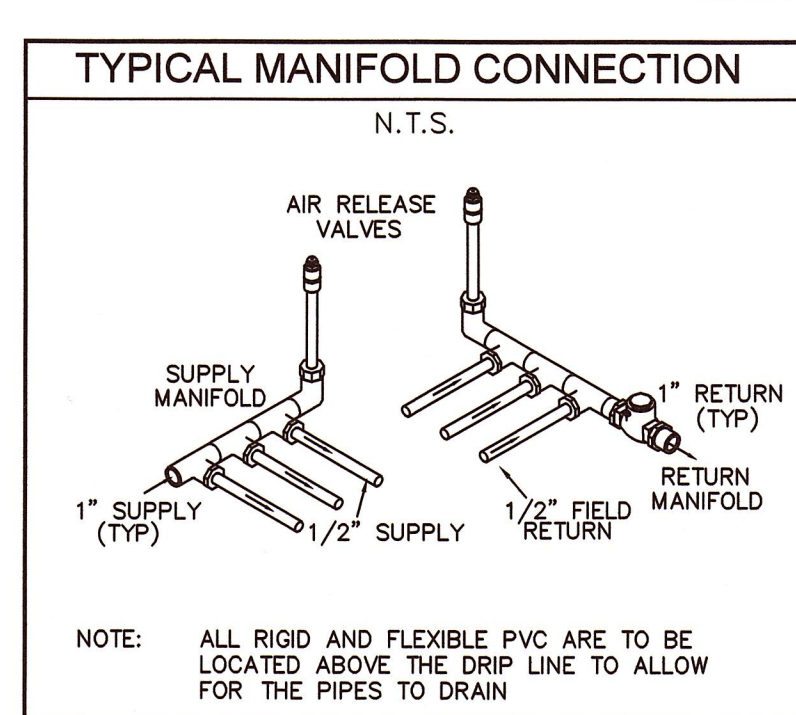 TYPICAL MANIFOLD CONNECTION
N.T.S.
AIR RELEASE
VALVES
SUPPLY
MANIFOLD
1" SUPPLY
(TYP)
1/2" SUPPLY
1/2" FIELD
RETURN
1" RETURN
(TYP)
RETURN
MANIFOLD
NOTE: ALL RIGID AND FLEXIBLE PVC ARE TO BE
LOCATED ABOVE THE DRIP LINE TO ALLOW
FOR THE PIPES TO DRAIN